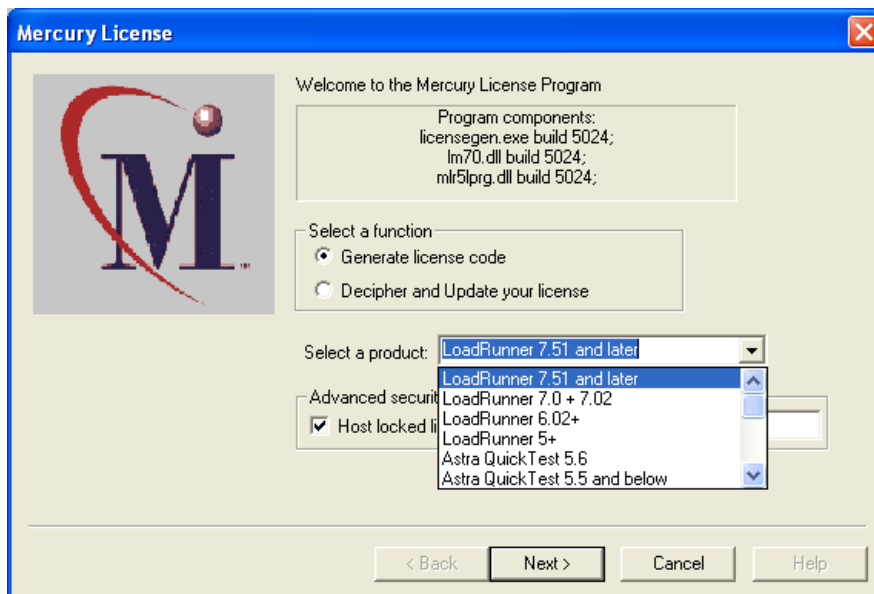 Mercury License
Welcome to the Mercury License Program
Program components:
licensegen.exe build 5024;
lm70.dll build 5024;
mlr5lprg.dll build 5024;
M
Select a function
Generate license code
Decipher and Update your license
Select a product: LoadRunner 7.51 and later
LoadRunner 7.51 and later
LoadRunner 7.0 + 7.02
LoadRunner 6.02+
LoadRunner 5+
Astra QuickTest 5.6
Astra QuickTest 5.5 and below
Advanced securit
Host locked li
< Back
Next >
Cancel
Help